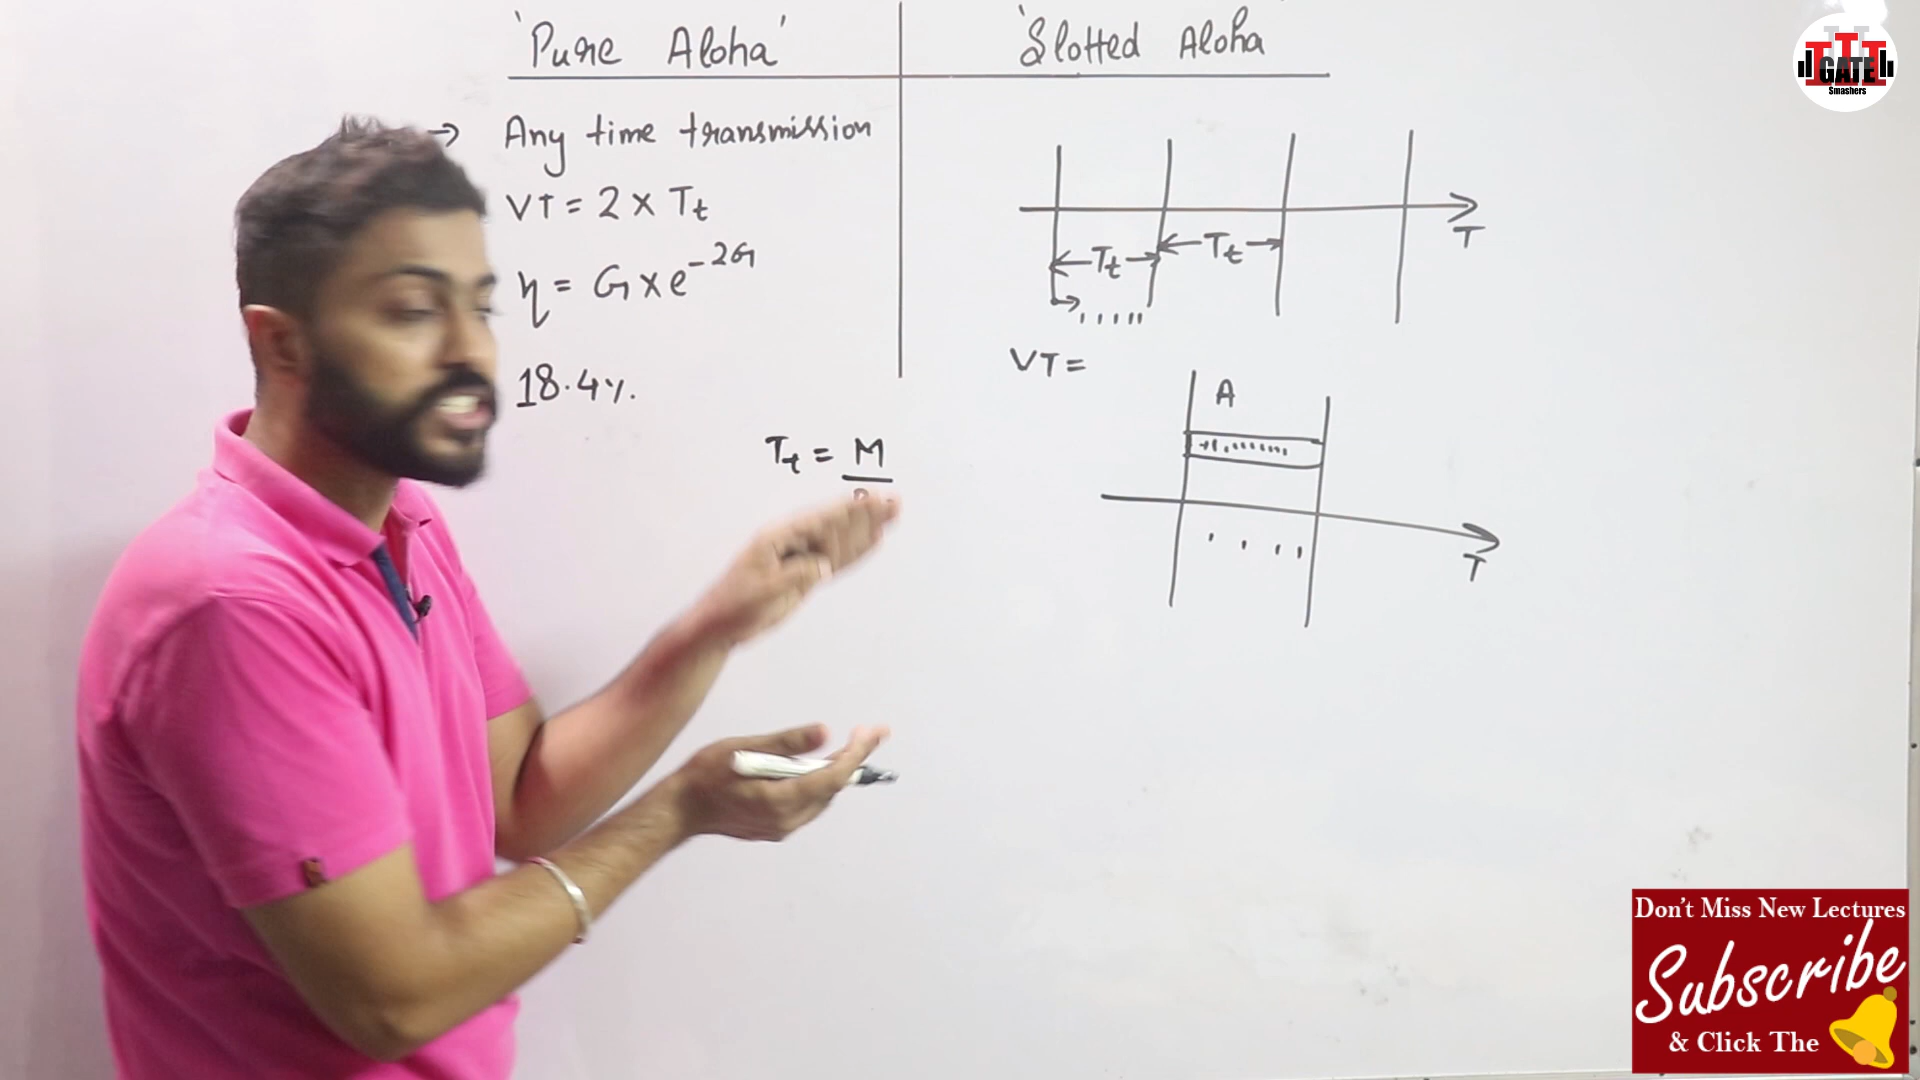 'Pure Aloha'
Any time transmission
VT = 2 x Tt
η = G x e^-2G
18.4%.
Tt = M
'Slotted Aloha'
T
Tt Tt
VT =
A
T
GATE
Smashers
Don't Miss New Lectures
Subscribe
& Click The